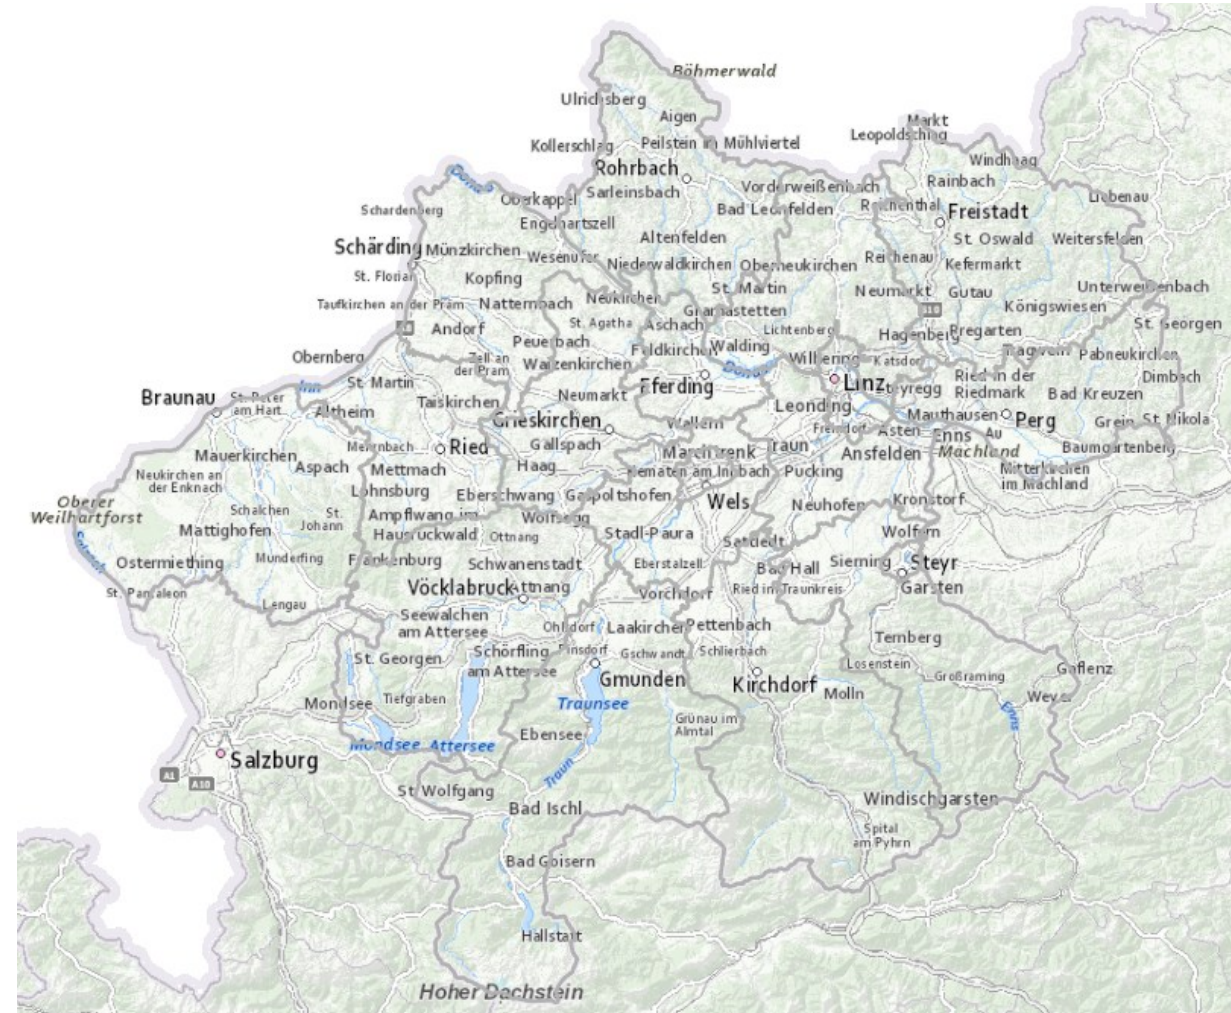 Böhmerwald
Ulrichsberg
Aigen
Markt
Leopoldschlag
Kollerschlag
Peilstein im Mühlviertel
Windhaag
Rohrbach
Rainbach
Sarleinsbach
Vorderweißenbach
Liebenau
Donau
Oberkappel
Schardenberg
Bad Leonfelden
Reichenthal
Freistadt
Engelhartszell
Altenfelden
St. Oswald
Weitersfelden
Schärding
Münzkirchen
Wesenufer
Niederwaldkirchen
Oberneukirchen
Reichenau
Kefermarkt
St. Florian
Kopfing
St. Martin
Neumarkt
Gutau
Unterweißenbach
Taufkirchen an der Pram
Natternbach
Neukirchen
Gramastetten
Königswiesen
Andorf
St. Agatha
Aschach
Lichtenberg
Hagenberg
Pregarten
St. Georgen
Peuerbach
Feldkirchen
Walding
Obernberg
Zell an
der Pram
Waizenkirchen
Wilhering
Katsdorf
Tragwein
Pabneukirchen
Inn
St. Martin
Eferding
Donau
Linz
Steyregg
Ried in der
Riedmark
Dimbach
Braunau
St. Peter
am Hart
Altheim
Taiskirchen
Neumarkt
Leonding
Mauthausen
Perg
Bad Kreuzen
Grieskirchen
Wallern
Asten
Enns
Au
Grein
St. Nikola
Mehrnbach
Ried
Gallspach
Marchtrenk
Traun
Ansfelden
Machland
Baumgartenberg
Mauerkirchen
Aspach
Mettmach
Haag
Pucking
Mitterkirchen
im Machland
Neukirchen an
der Enknach
Lohnsburg
Eberschwang
Gaspoltshofen
Wels
Neuhofen
Kronstorf
Oberer
Weilhartforst
Schalchen
St.
Johann
Ampflwang im
Hausruckwald
Wolfsegg
Mattighofen
Ottnang
Stadl-Paura
Sattledt
Wolfern
Salzach
Ostermiething
Munderfing
Frankenburg
Schwanenstadt
Eberstalzell
Bad Hall
Sierning
Steyr
St. Pantaleon
Lengau
Vöcklabruck
Attnang
Vorchdorf
Ried im Traunkreis
Garsten
Seewalchen
am Attersee
Ohlsdorf
Laakirchen
Pettenbach
Ternberg
St. Georgen
Schörfling
am Attersee
Pinsdorf
Gschwandt
Schlierbach
Losenstein
Gaflenz
Tiefgraben
Gmunden
Kirchdorf
Molln
Großraming
Weyer
Mondsee
Traunsee
Grünau im
Almtal
Enns
Mondsee
Attersee
Ebensee
Salzburg
A1
A10
Traun
St. Wolfgang
Bad Ischl
Windischgarsten
Spital
am Pyhrn
Bad Goisern
Hallstatt
Hoher Dachstein